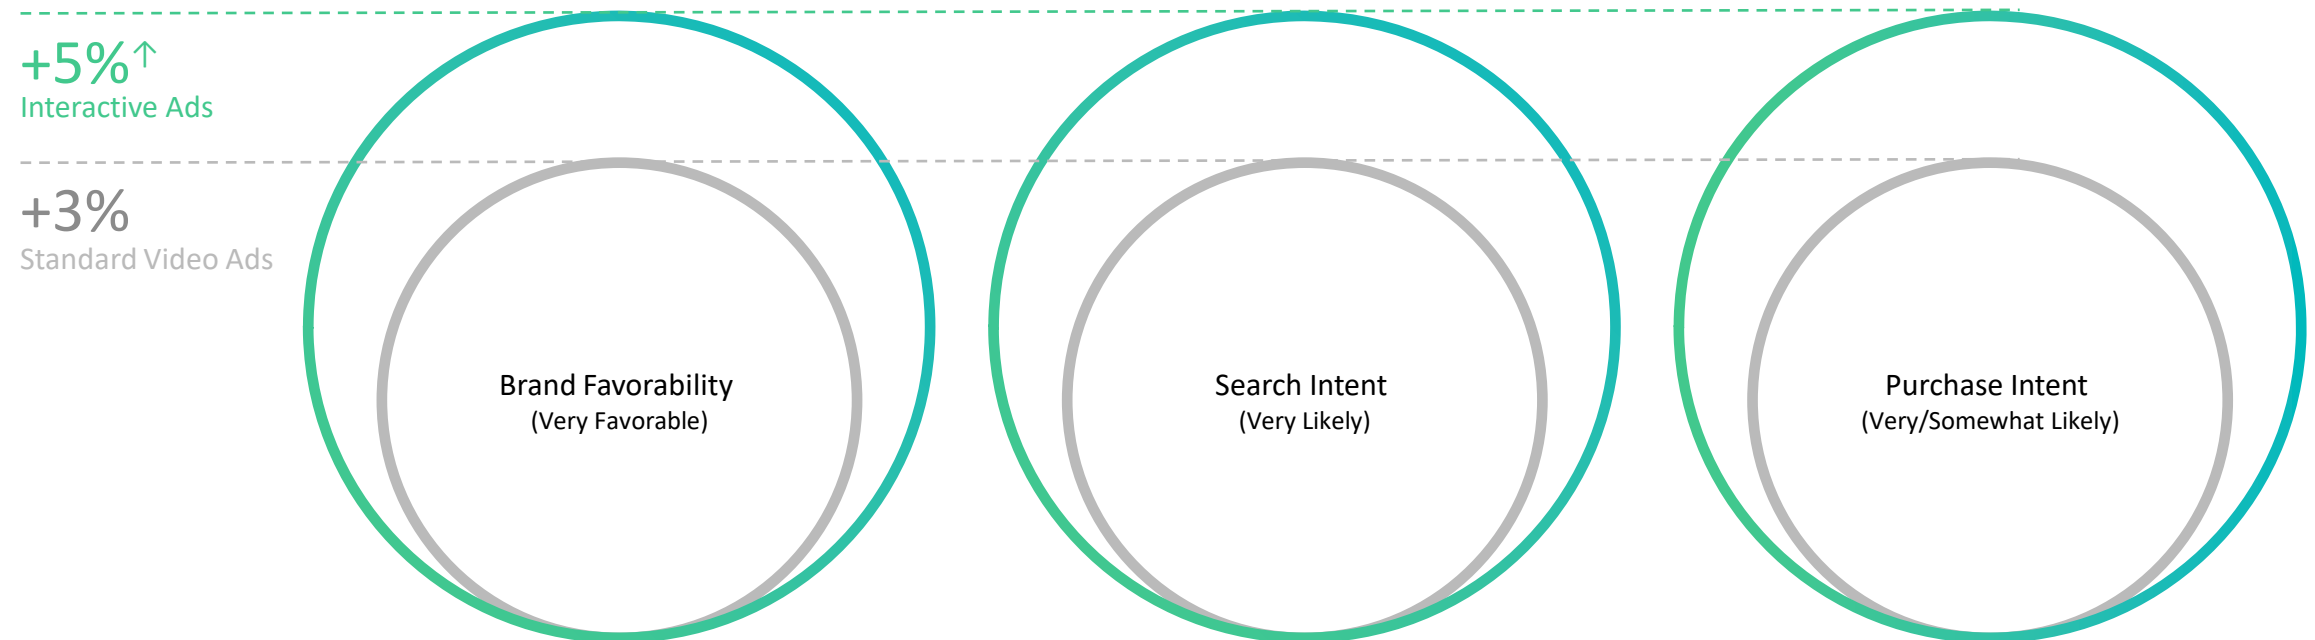 +5%↑
Interactive Ads
+3%
Standard Video Ads
Brand Favorability
(Very Favorable)
Search Intent
(Very Likely)
Purchase Intent
(Very/Somewhat Likely)